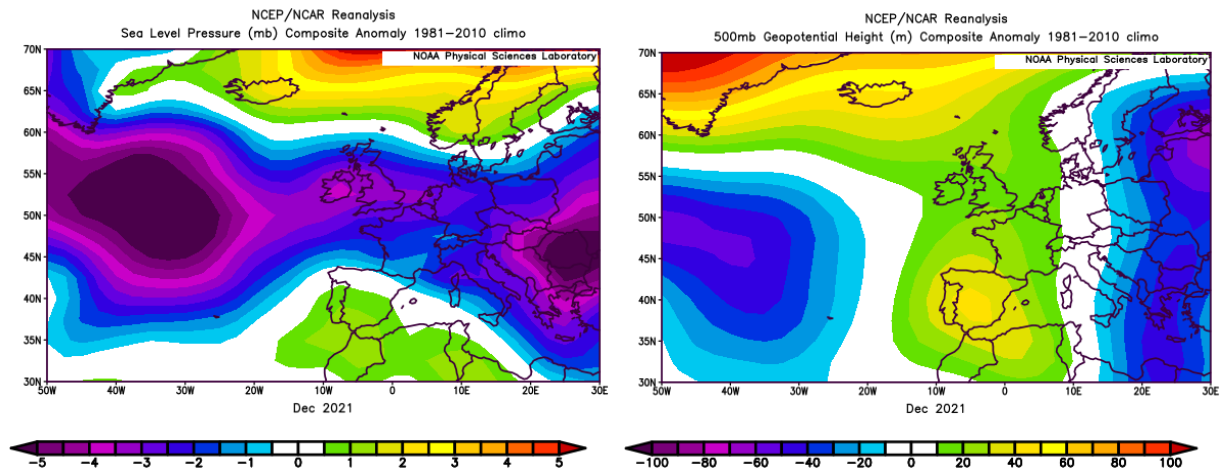 NCEP/NCAR Reanalysis
Sea Level Pressure (mb) Composite Anomaly 1981-2010 climo
NOAA Physical Sciences Laboratory
70N
65N
60N
55N
50N
45N
40N
35N
30N
50W 40W 30W 20W 10W 0 10E 20E 30E
Dec 2021
-5 -4 -3 -2 -1 0 1 2 3 4 5
NCEP/NCAR Reanalysis
500mb Geopotential Height (m) Composite Anomaly 1981-2010 climo
NOAA Physical Sciences Laboratory
70N
65N
60N
55N
50N
45N
40N
35N
30N
50W 40W 30W 20W 10W 0 10E 20E 30E
Dec 2021
-100 -80 -60 -40 -20 0 20 40 60 80 100